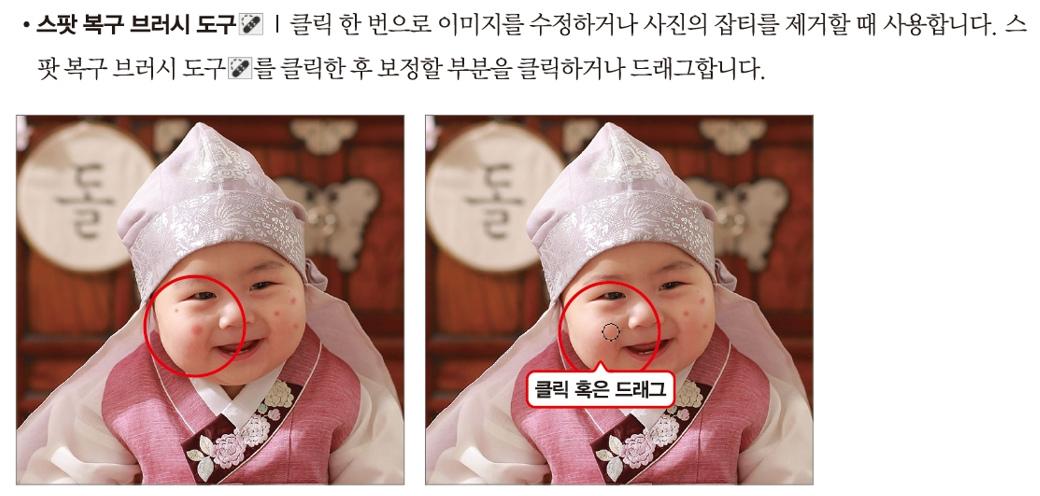 • 스팟 복구 브러시 도구 | 클릭 한 번으로 이미지를 수정하거나 사진의 잡티를 제거할 때 사용합니다. 스
팟 복구 브러시 도구를 클릭한 후 보정할 부분을 클릭하거나 드래그합니다.
돌
돌
클릭 혹은 드래그